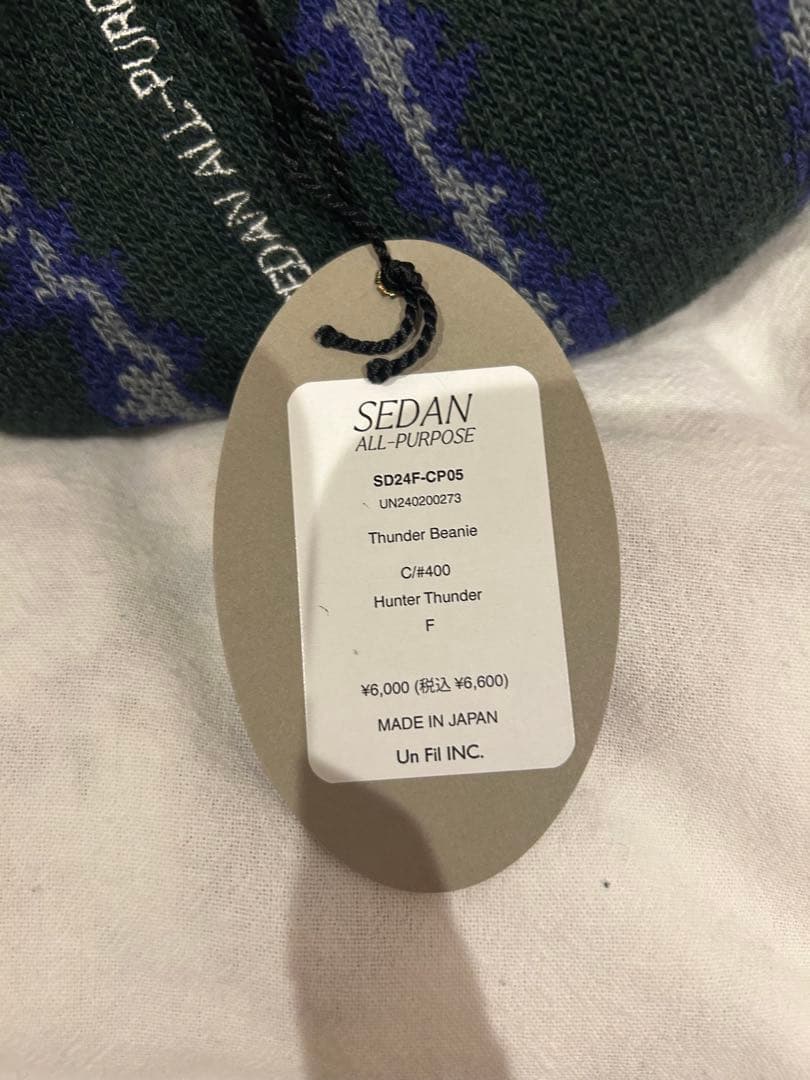 SEDAN ALL-PURPO
SEDAN
ALL-PURPOSE
SD24F-CP05
UN240200273
Thunder Beanie
C/#400
Hunter Thunder
F
¥6,000 (税込 ¥6,600)
MADE IN JAPAN
Un Fil INC.